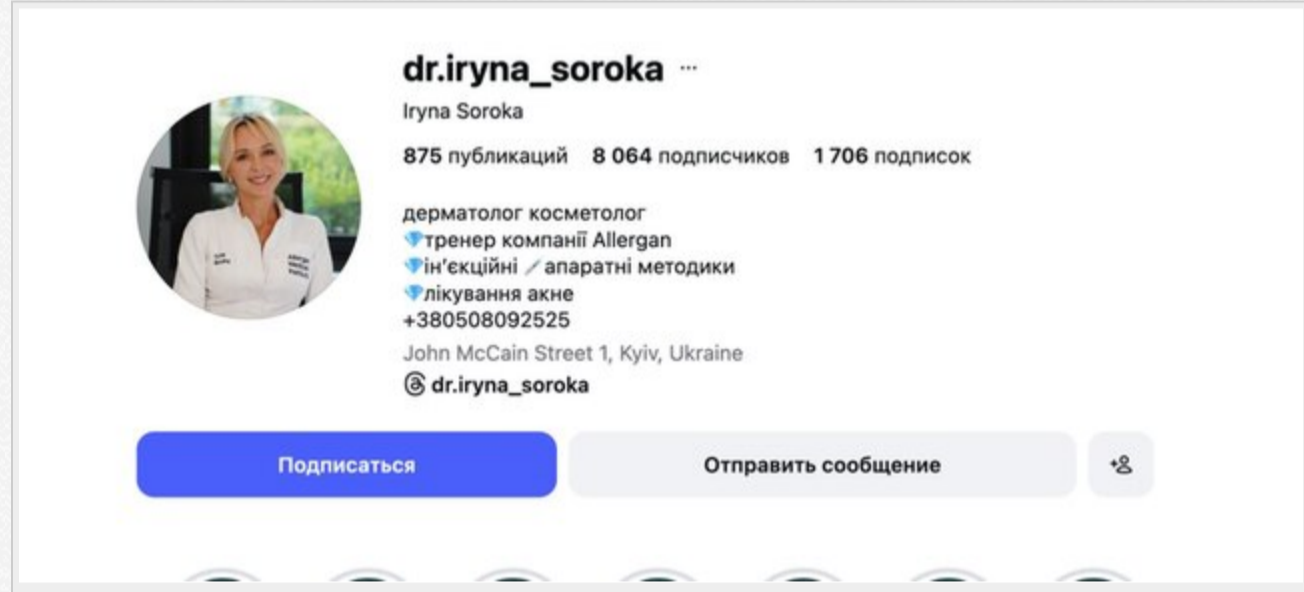 dr.iryna_soroka ...
Iryna Soroka
875 публикаций 8 064 подписчиков 1 706 подписок
дерматолог косметолог
💎тренер компанії Allergan
💎ін'єкційні 💉апаратні методики
💎лікування акне
+380508092525
John McCain Street 1, Kyiv, Ukraine
dr.iryna_soroka
Подписаться
Отправить сообщение